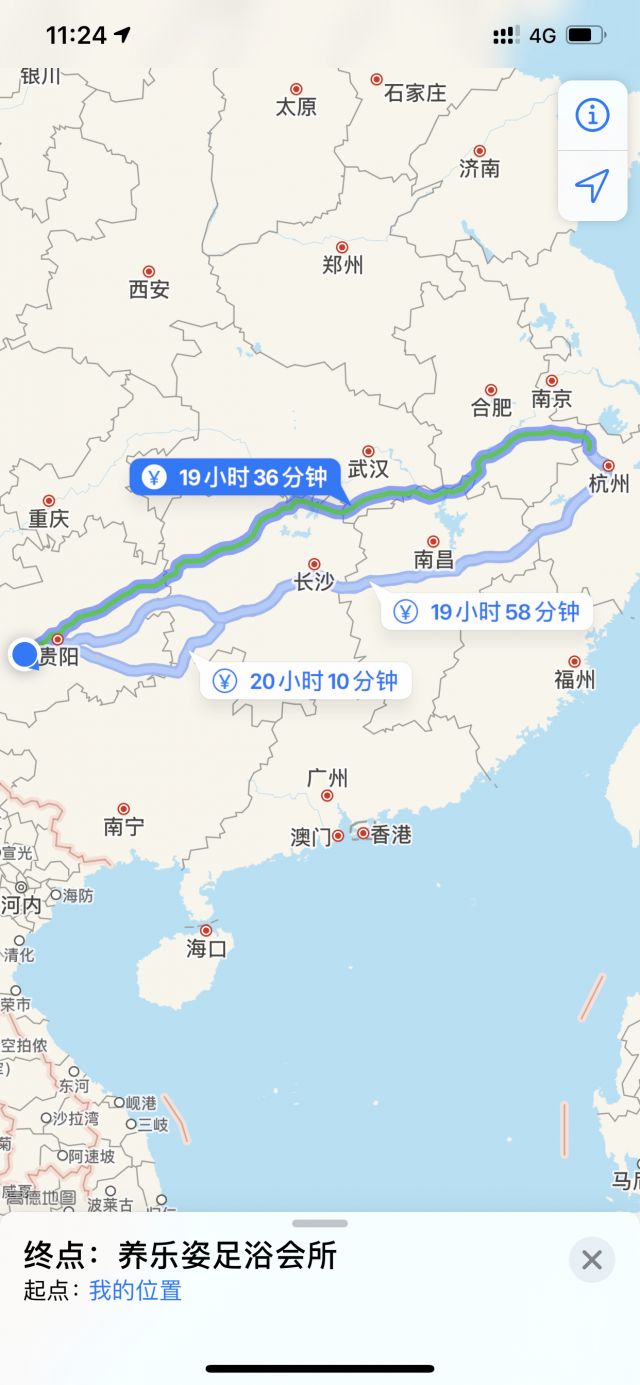 11:24
4G
银川
太原
石家庄
济南
郑州
西安
南京
合肥
武汉
¥ 19小时36分钟
杭州
重庆
南昌
长沙
¥ 19小时58分钟
贵阳
¥ 20小时10分钟
福州
广州
南宁
澳门
香港
宣光
海防
河内
海口
清化
荣市
空拍侬
东河
岘港
沙拉湾
三岐
阿速坡
高德地图
波莱古
归仁
马尼
终点：养乐姿足浴会所
起点：我的位置